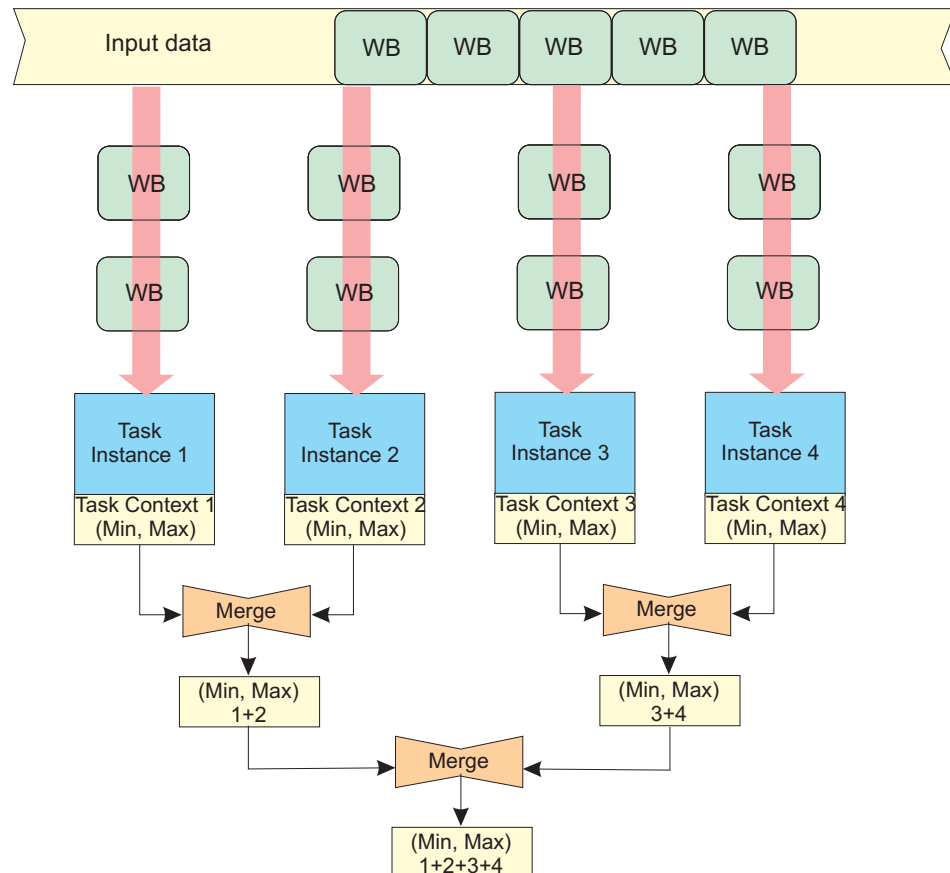 Input data
WB
WB
WB
WB
WB
WB
WB
WB
WB
WB
WB
WB
WB
Task
Instance 1
Task
Instance 2
Task
Instance 3
Task
Instance 4
Task Context 1
(Min, Max)
Task Context 2
(Min, Max)
Task Context 3
(Min, Max)
Task Context 4
(Min, Max)
Merge
Merge
(Min, Max)
1+2
(Min, Max)
3+4
Merge
(Min, Max)
1+2+3+4